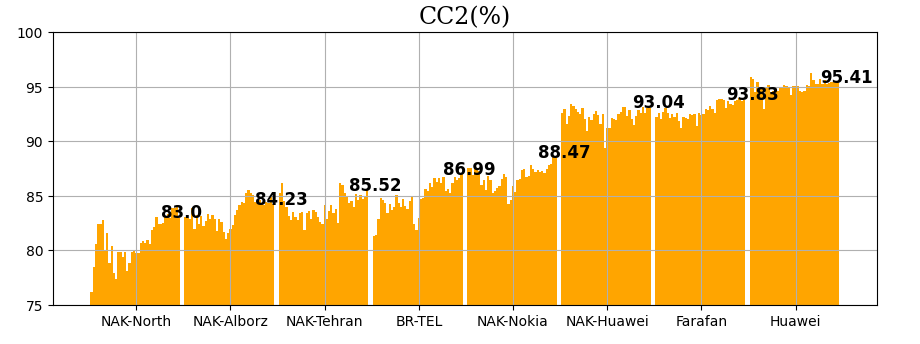 CC2(%)
100
95
90
85
80
75
83.0
84.23
85.52
86.99
88.47
93.04
93.83
95.41
NAK-North
NAK-Alborz
NAK-Tehran
BR-TEL
NAK-Nokia
NAK-Huawei
Farafan
Huawei